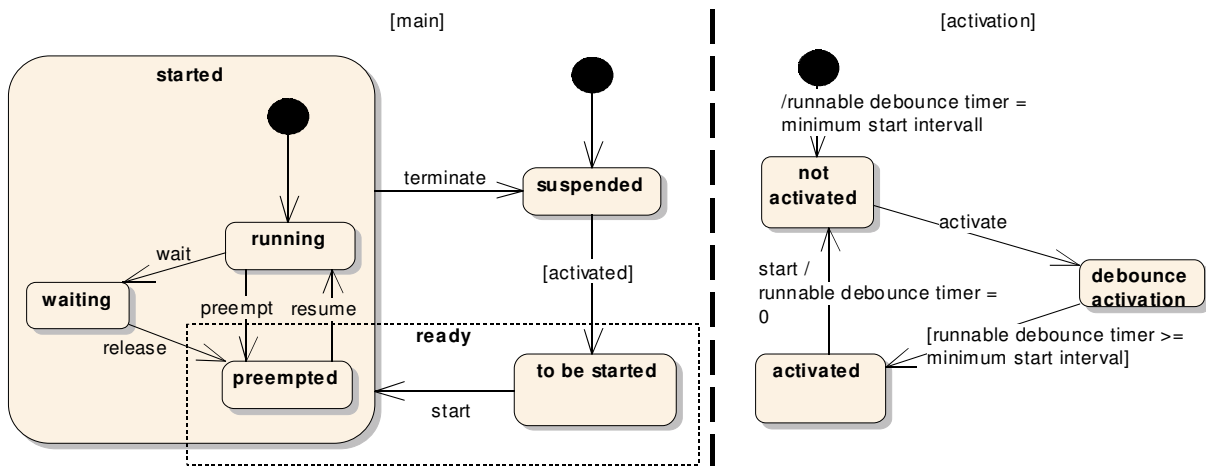 [main]
started
running
wait
waiting
preempt
resume
release
preempted
ready
terminate
suspended
[activated]
to be started
start
[activation]
/runnable debounce timer =
minimum start intervall
not
activated
activate
debounce
activation
start /
runnable debounce timer =
0
[runnable debounce timer >=
minimum start interval]
activated